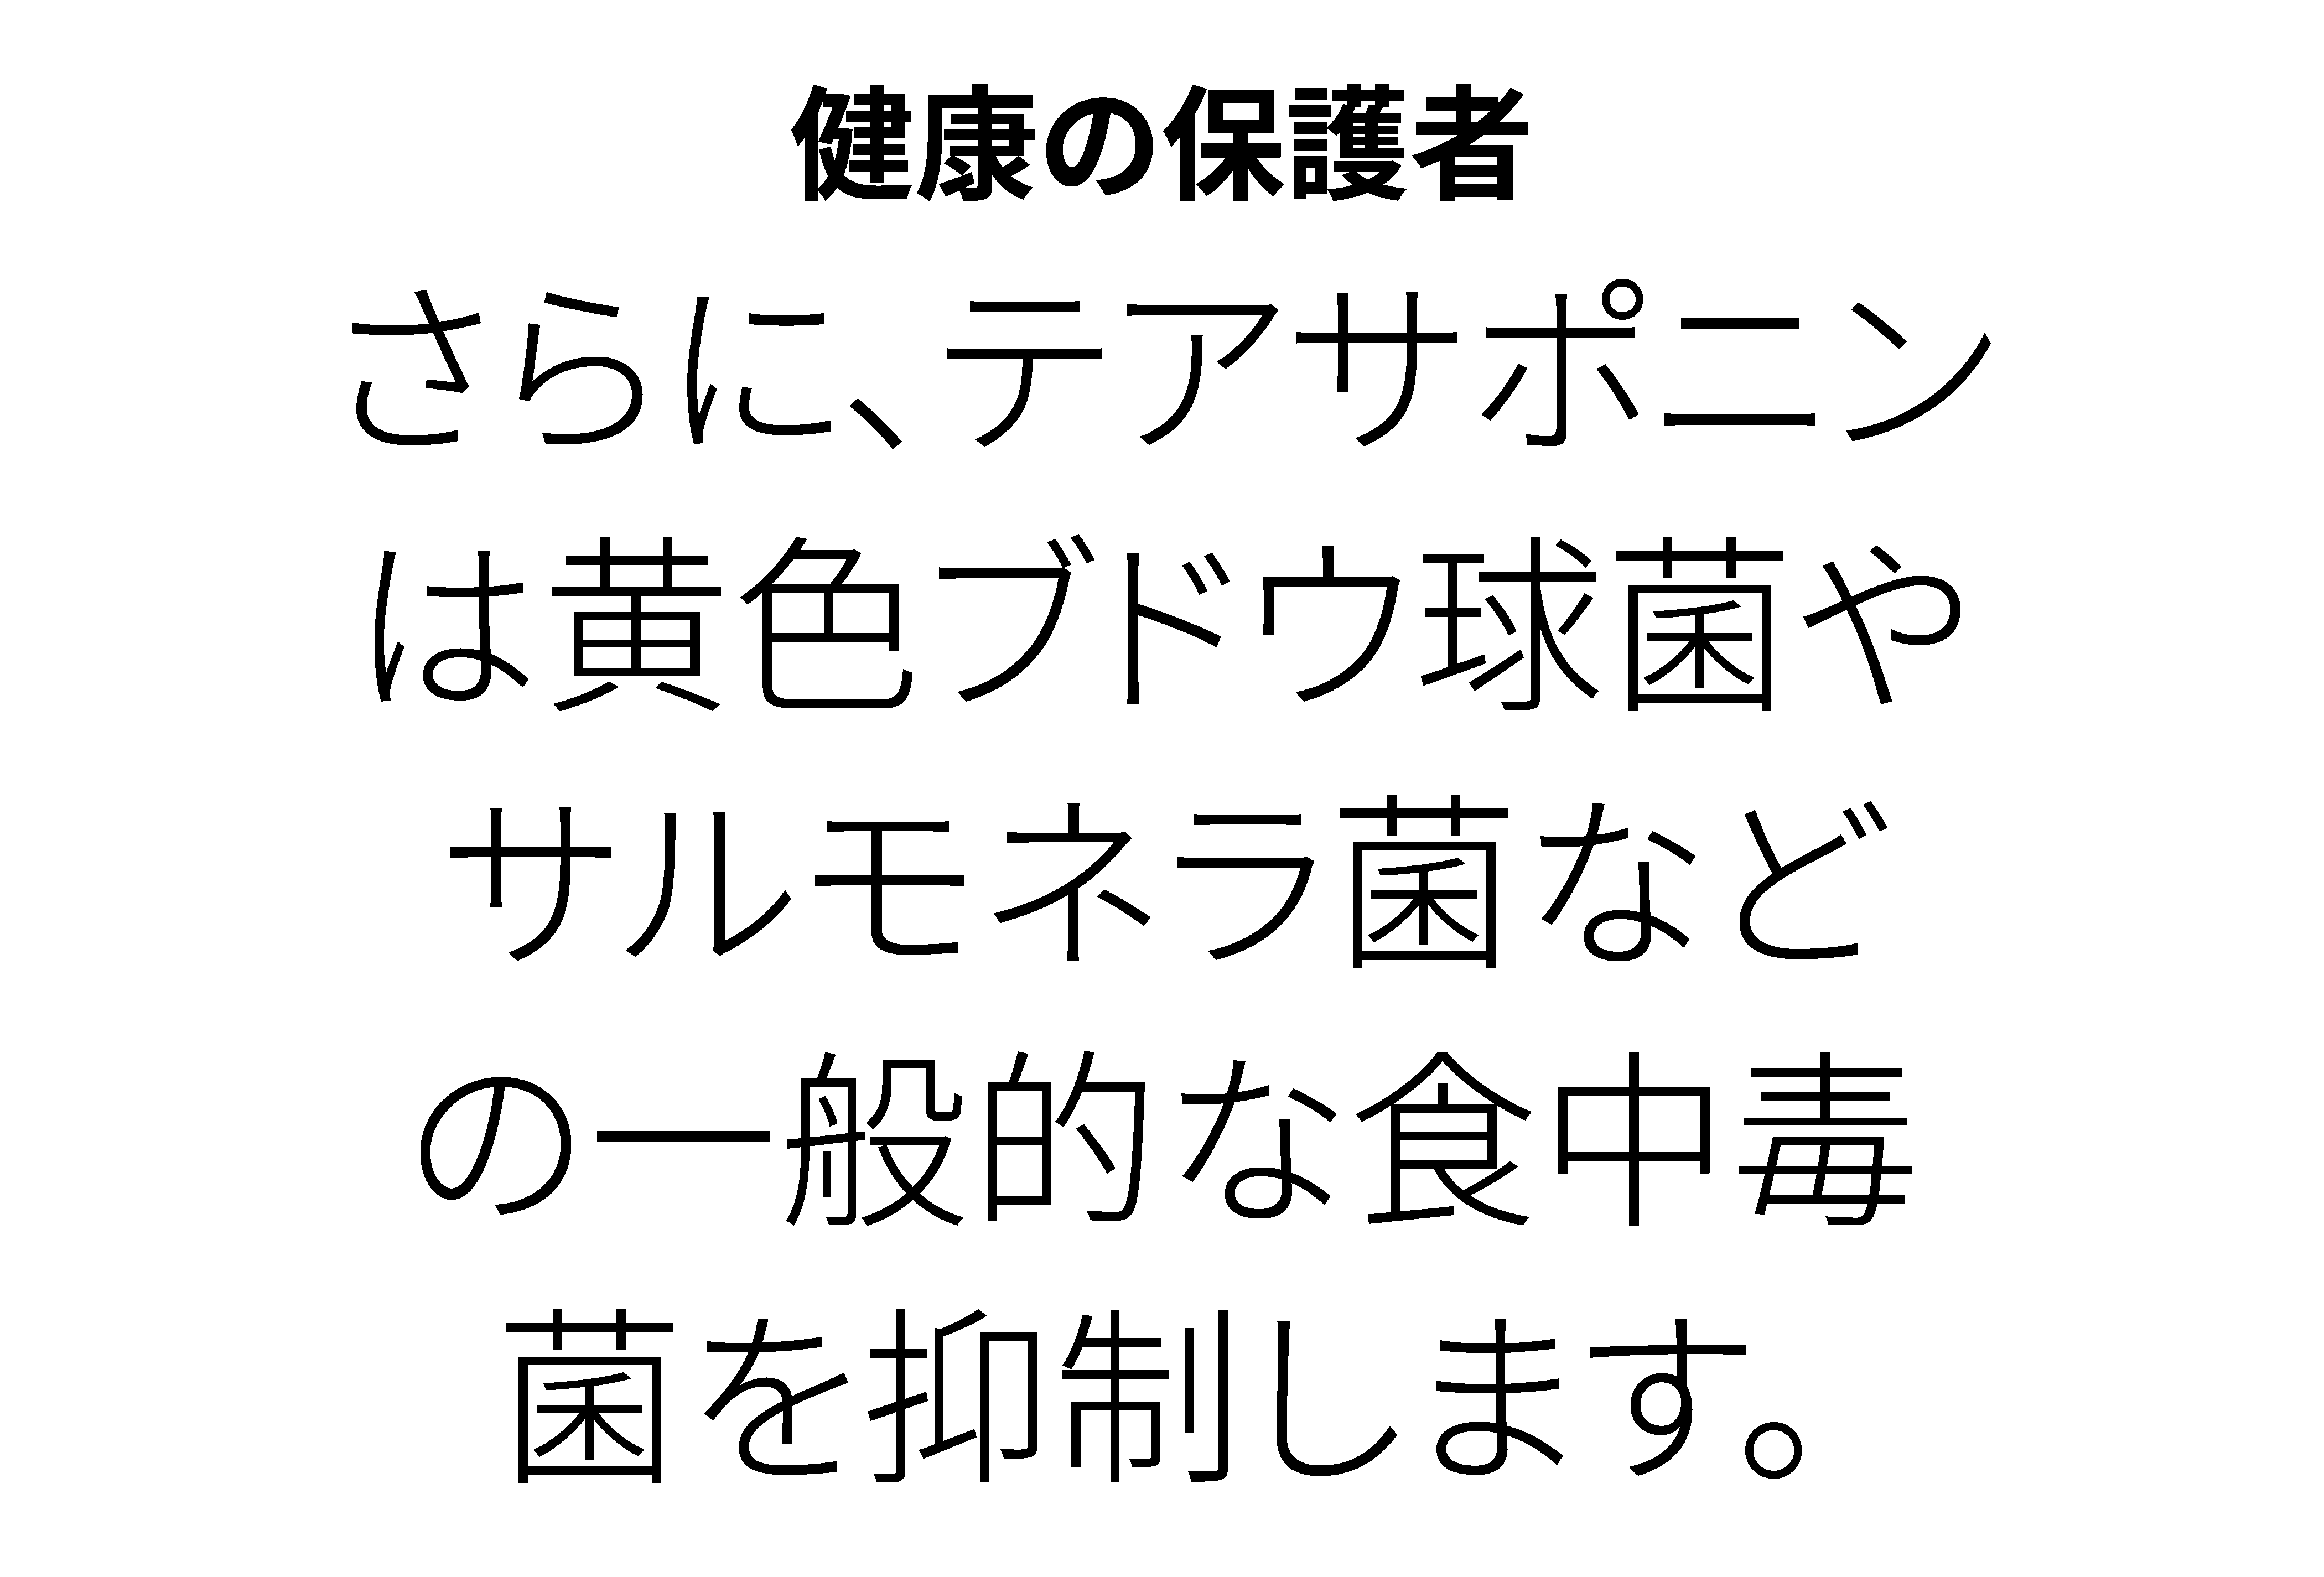 健康の保護者
さらに、テアサポニン
は黄色ブドウ球菌や
サルモネラ菌など
の一般的な食中毒
菌を抑制します。